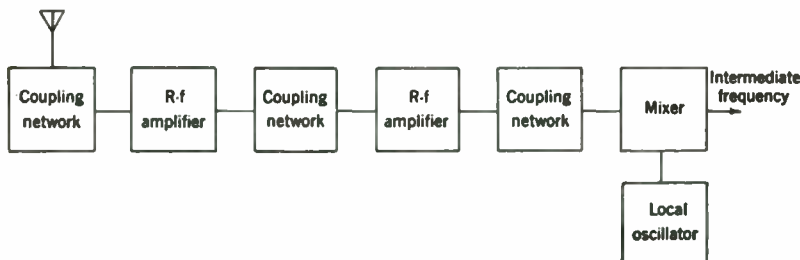 Coupling
network
R-f
amplifier
Coupling
network
R-f
amplifier
Coupling
network
Mixer
Intermediate
frequency
Local
oscillator